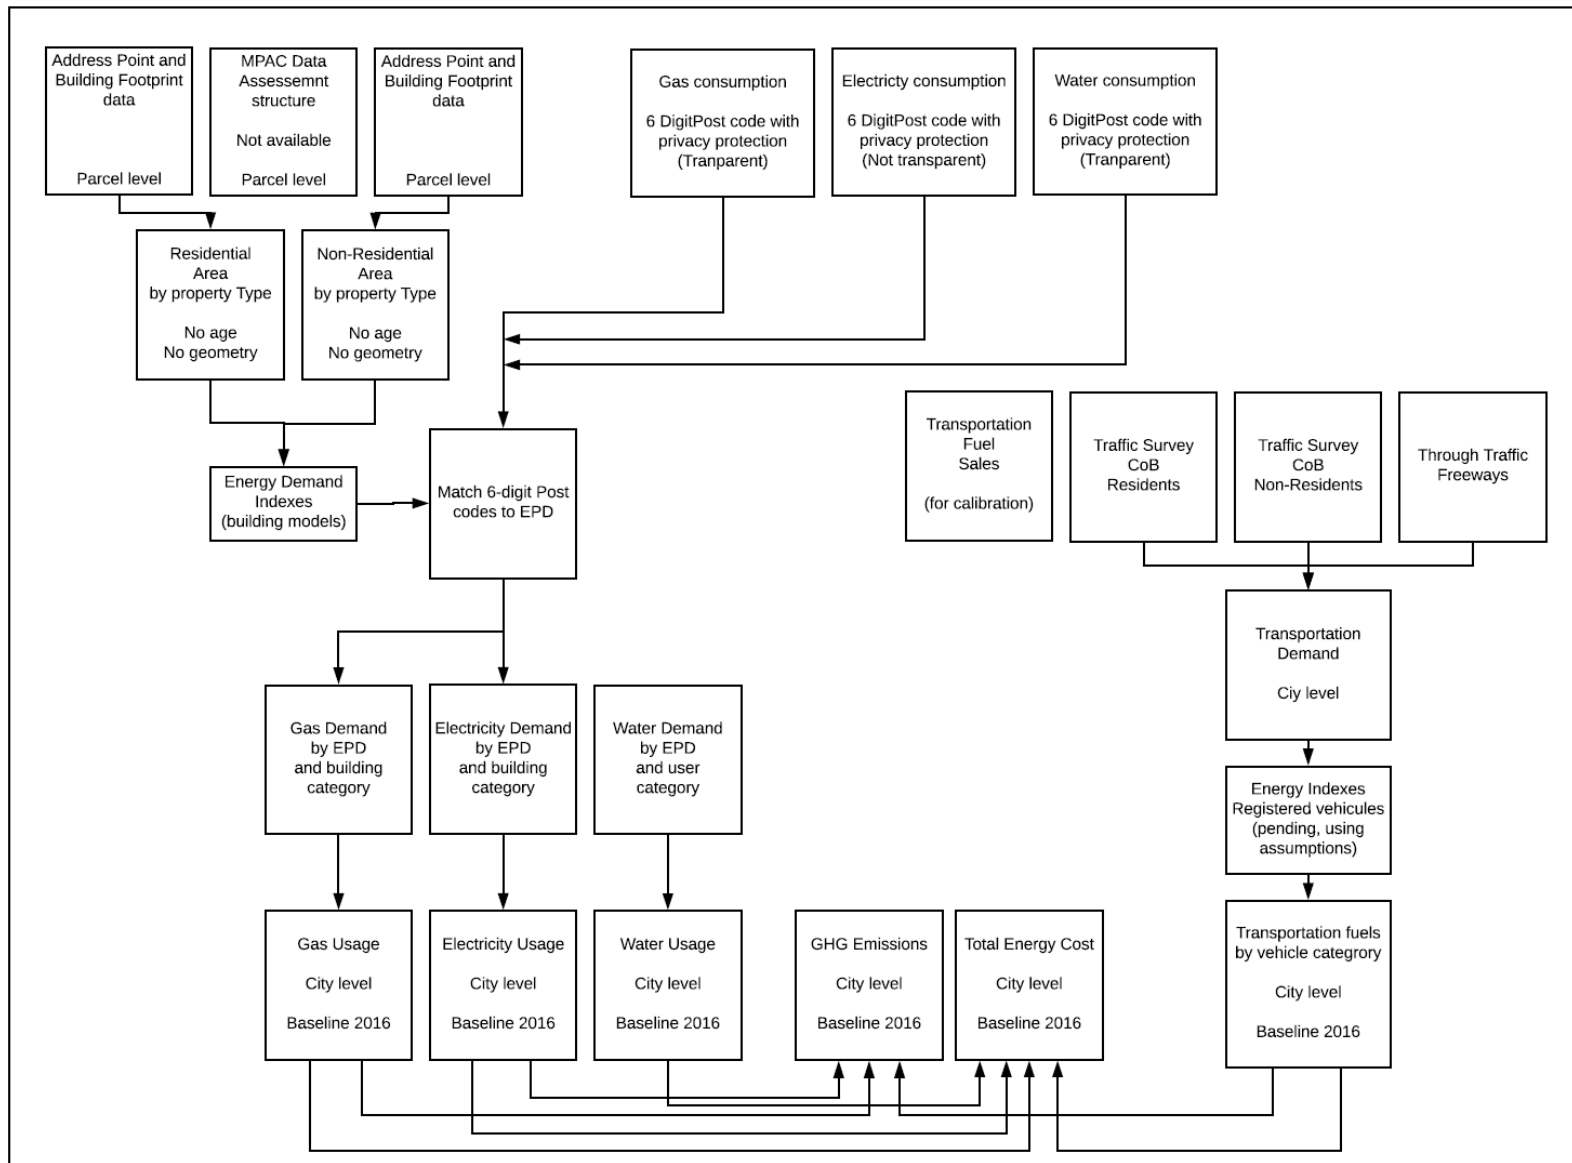 Address Point and
Building Footprint
data
Parcel level
MPAC Data
Assessemnt
structure
Not available
Parcel level
Address Point and
Building Footprint
data
Parcel level
Gas consumption
6 DigitPost code with
privacy protection
(Tranparent)
Electricty consumption
6 DigitPost code with
privacy protection
(Not transparent)
Water consumption
6 DigitPost code with
privacy protection
(Tranparent)
Residential
Area
by property Type
No age
No geometry
Non-Residential
Area
by property Type
No age
No geometry
Energy Demand
Indexes
(building models)
Match 6-digit Post
codes to EPD
Transportation
Fuel
Sales
(for calibration)
Traffic Survey
CoB
Residents
Traffic Survey
CoB
Non-Residents
Through Traffic
Freeways
Transportation
Demand
Ciy level
Gas Demand
by EPD
and building
category
Electricity Demand
by EPD
and building
category
Water Demand
by EPD
and user
category
Energy Indexes
Registered vehicules
(pending, using
assumptions)
Gas Usage
City level
Baseline 2016
Electricity Usage
City level
Baseline 2016
Water Usage
City level
Baseline 2016
GHG Emissions
City level
Baseline 2016
Total Energy Cost
City level
Baseline 2016
Transportation fuels
by vehicle categrory
City level
Baseline 2016